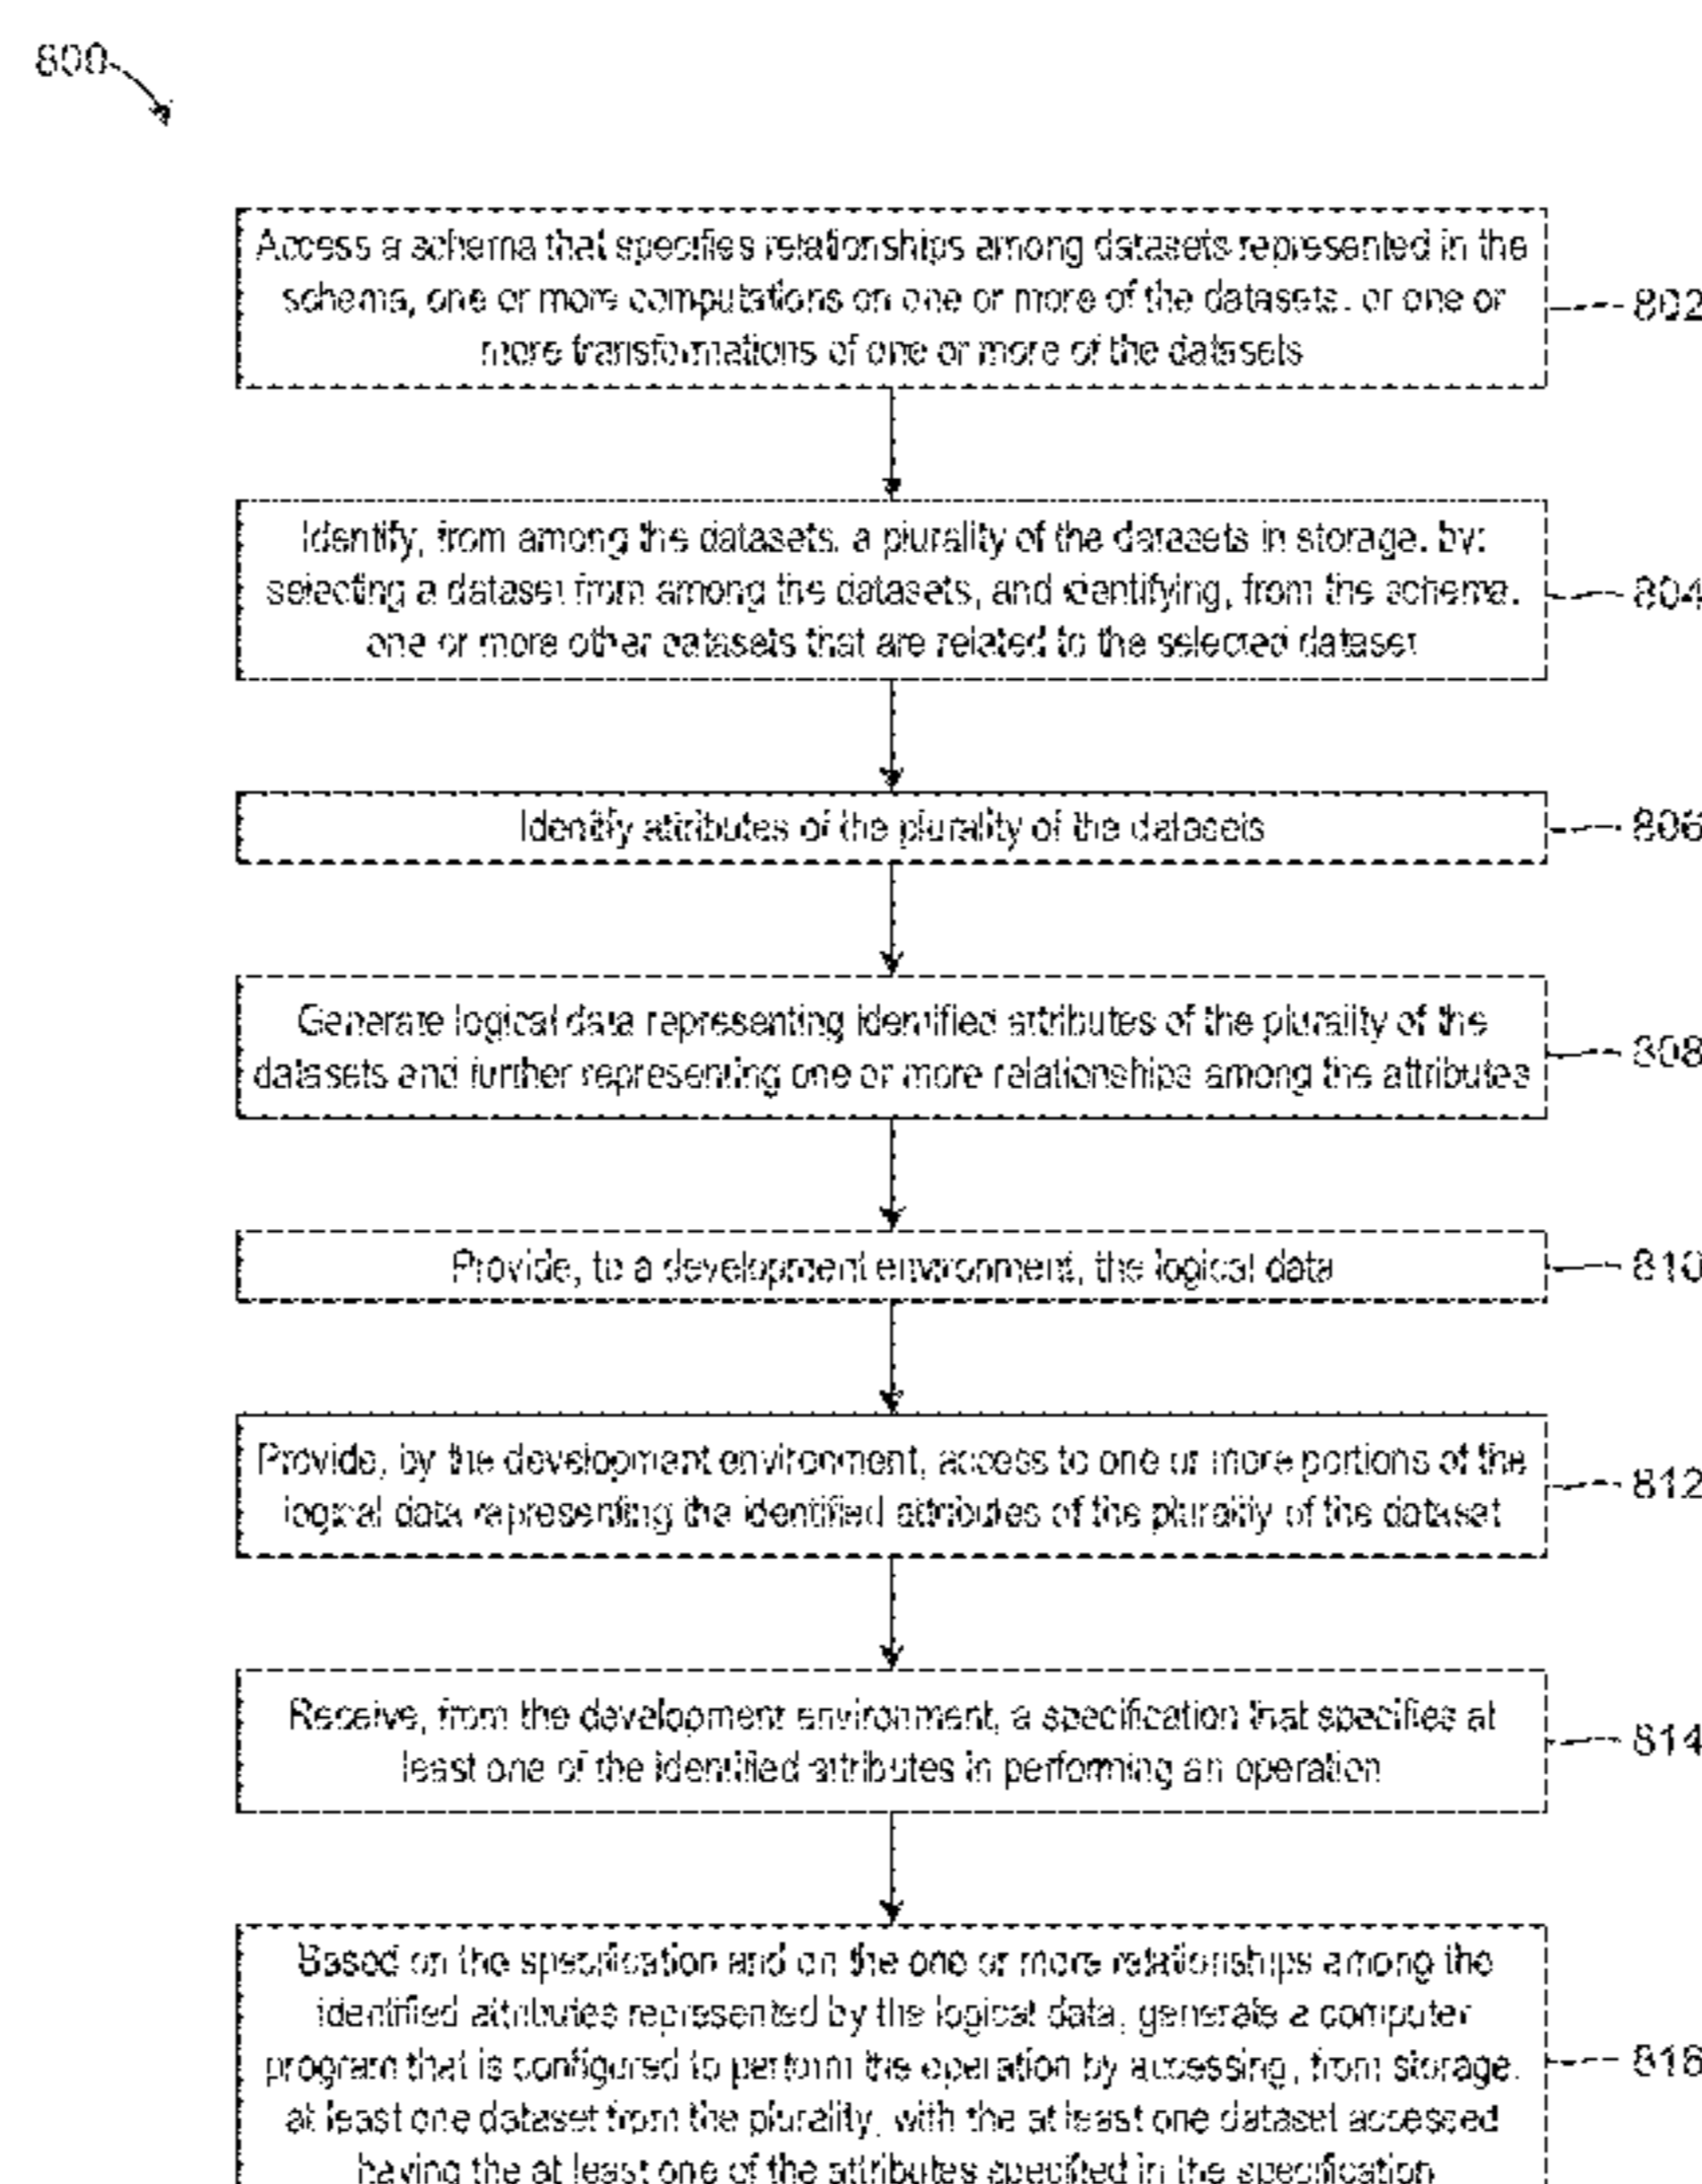 800
Access a schema that specifies relationships among datasets represented in the
schema, one or more computations on one or more of the datasets, or one or
more transformations of one or more of the datasets
802
Identify, from among the datasets, a plurality of the datasets in storage, by:
selecting a dataset from among the datasets, and identifying, from the schema,
one or more other datasets that are related to the selected dataset
804
Identify attributes of the plurality of the datasets
806
Generate logical data representing identified attributes of the plurality of the
datasets and further representing one or more relationships among the attributes
808
Provide, to a development environment, the logical data
810
Provide, by the development environment, access to one or more portions of the
logical data representing the identified attributes of the plurality of the dataset
812
Receive, from the development environment, a specification that specifies at
least one of the identified attributes in performing an operation
814
Based on the specification and on the one or more relationships among the
identified attributes represented by the logical data, generate a computer
program that is configured to perform the operation by accessing, from storage,
at least one dataset from the plurality, with the at least one dataset accessed
having the at least one of the attributes specified in the specification
816